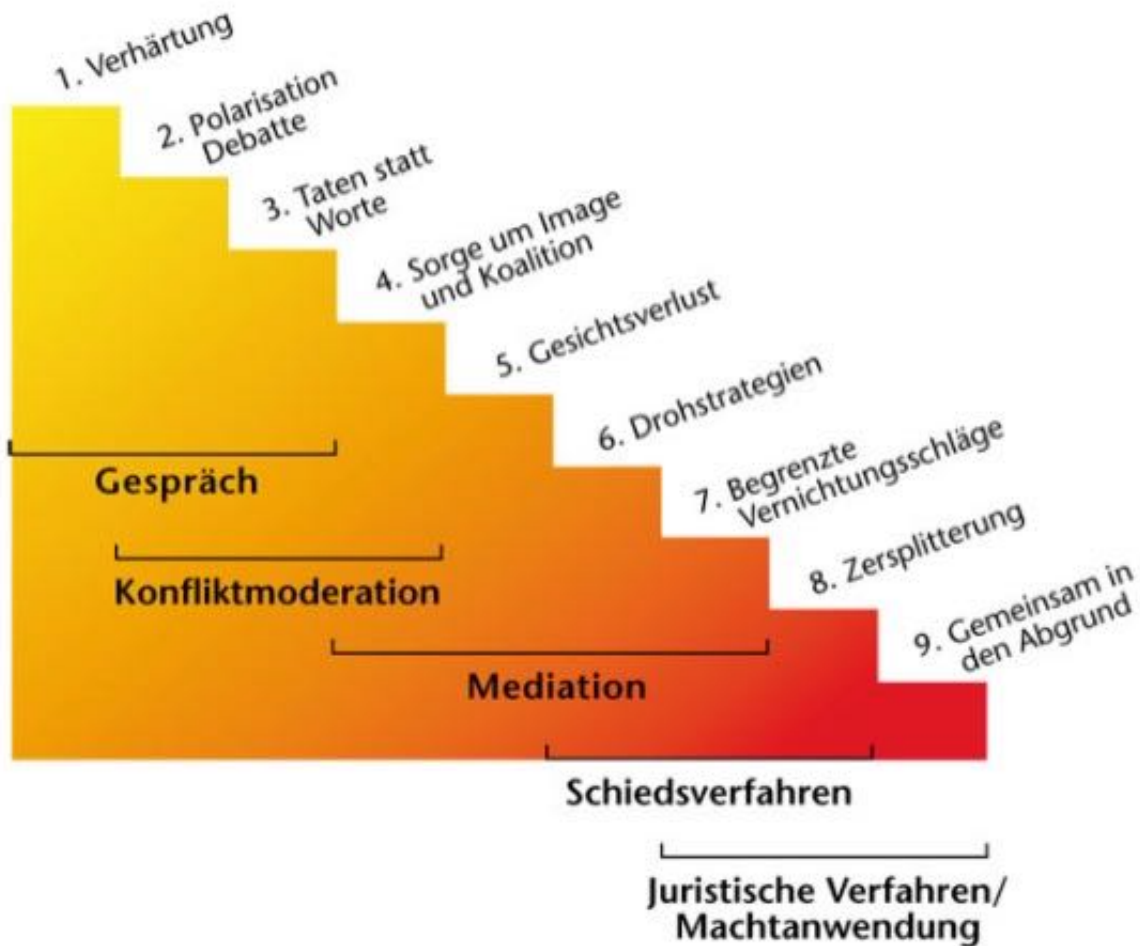 1. Verhärtung
2. Polarisation
Debatte
3. Taten statt
Worte
4. Sorge um Image
und Koalition
5. Gesichtsverlust
6. Drohstrategien
7. Begrenzte
Vernichtungsschläge
8. Zersplitterung
9. Gemeinsam in
den Abgrund
Gespräch
Konfliktmoderation
Mediation
Schiedsverfahren
Juristische Verfahren/
Machtanwendung